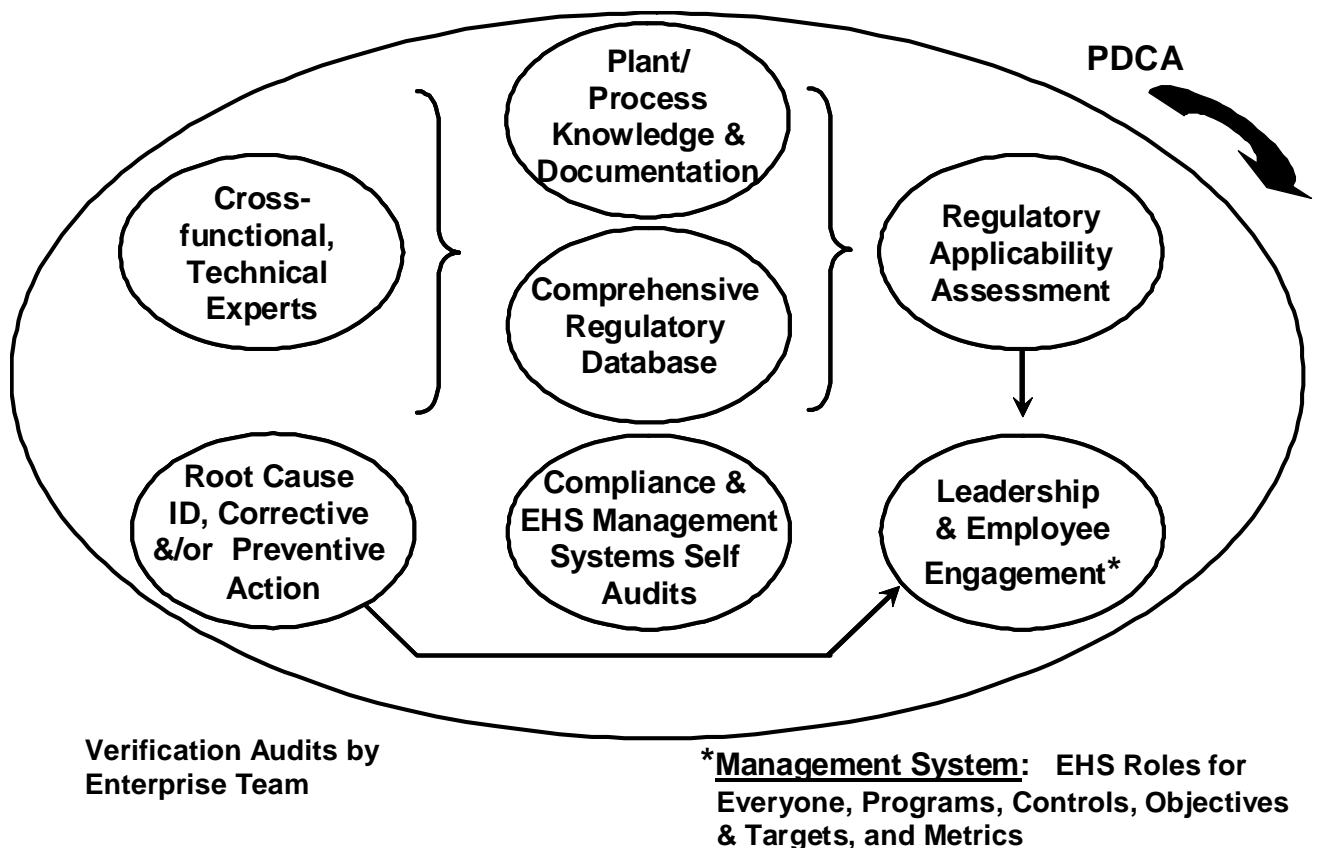 PDCA
Plant/
Process
Knowledge &
Documentation
Cross-
functional,
Technical
Experts
Comprehensive
Regulatory
Database
Regulatory
Applicability
Assessment
Root Cause
ID, Corrective
&/or Preventive
Action
Compliance &
EHS Management
Systems Self
Audits
Leadership
& Employee
Engagement*
Verification Audits by
Enterprise Team
*Management System: EHS Roles for
Everyone, Programs, Controls, Objectives
& Targets, and Metrics